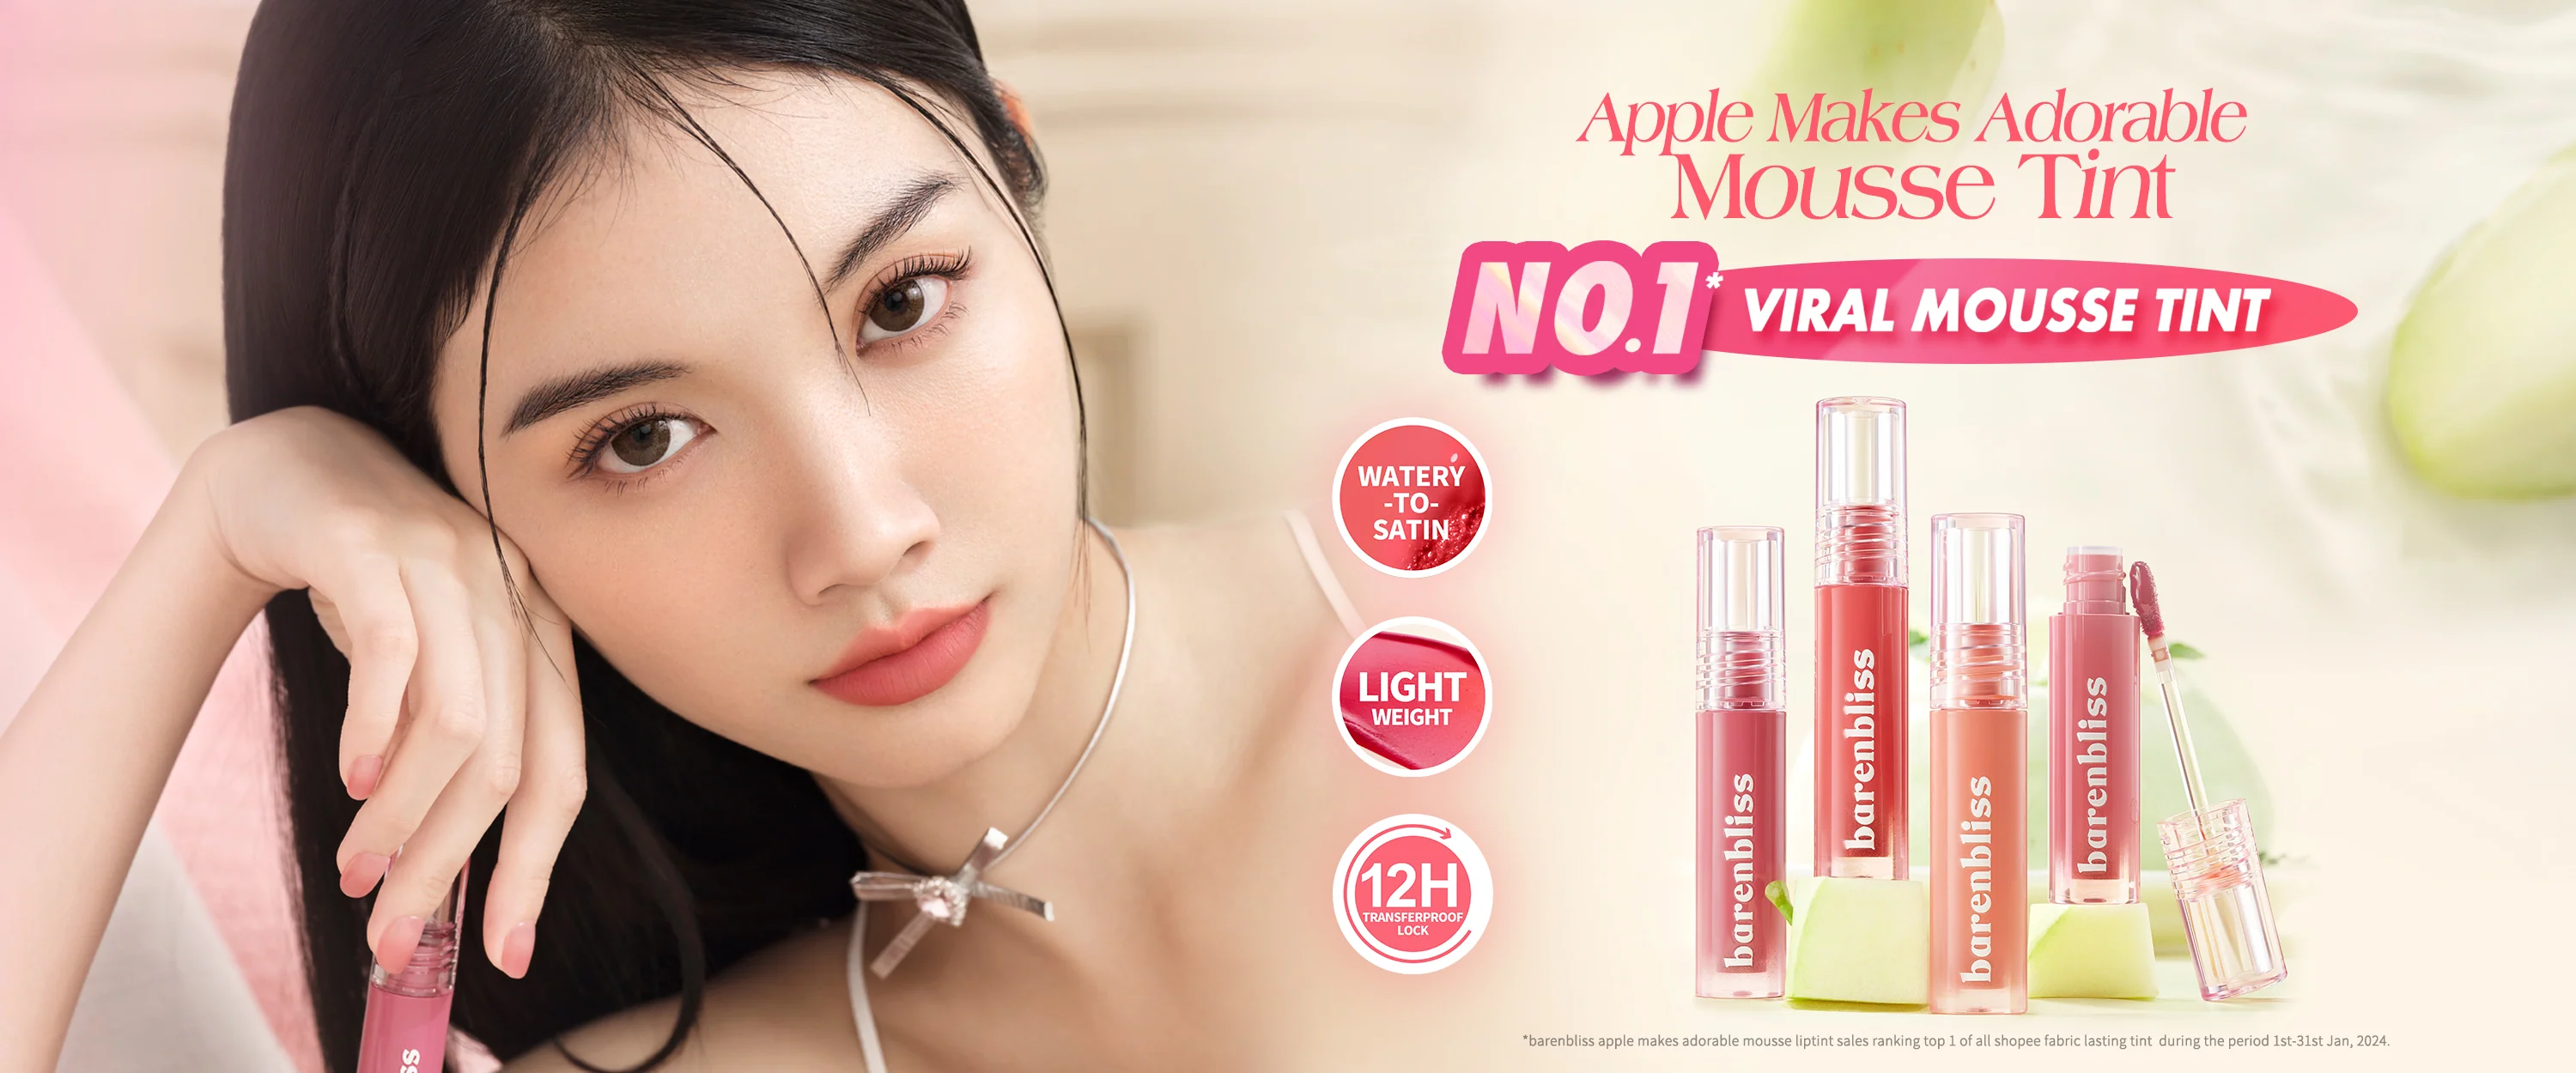 Apple Makes Adorable
Mousse Tint
NO.1* VIRAL MOUSSE TINT
WATERY
-TO-
SATIN
LIGHT
WEIGHT
12H
TRANSFERPROOF
LOCK
barenbliss
barenbliss
barenbliss
barenbliss
ss
*barenbliss apple makes adorable mousse liptint sales ranking top 1 of all shopee fabric lasting tint during the period 1st-31st Jan, 2024.